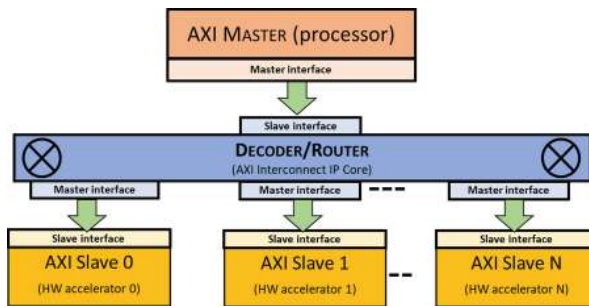 AXI MASTER (processor)
Master interface
Slave interface
DECODER/ROUTER
(AXI Interconnect IP Core)
Master interface
Master interface
Master interface
Slave interface
Slave interface
Slave interface
AXI Slave 0
AXI Slave 1
AXI Slave N
(HW accelerator 0)
(HW accelerator 1)
(HW accelerator N)